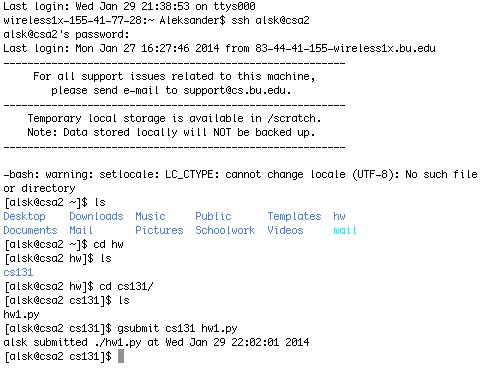 Last login: Wed Jan 29 21:38:53 on ttys000
wireless1x-155-41-77-28:~ Aleksander$ ssh alsk@csa2
alsk@csa2's password:
Last login: Mon Jan 27 16:27:46 2014 from 83-44-41-155-wireless1x.bu.edu
----------------------------------------------------
For all support issues related to this machine,
please send e-mail to support@cs.bu.edu.
----------------------------------------------------
Temporary local storage is available in /scratch.
Note: Data stored locally will NOT be backed up.
----------------------------------------------------
-bash: warning: setlocale: LC_CTYPE: cannot change locale (UTF-8): No such file
or directory
[alsk@csa2 ~]$ ls
Desktop Downloads Music Public Templates hw
Documents Mail Pictures Schoolwork Videos mail
[alsk@csa2 ~]$ cd hw
[alsk@csa2 hw]$ ls
cs131
[alsk@csa2 hw]$ cd cs131/
[alsk@csa2 cs131]$ ls
hw1.py
[alsk@csa2 cs131]$ gsubmit cs131 hw1.py
alsk submitted ./hw1.py at Wed Jan 29 22:02:01 2014
[alsk@csa2 cs131]$